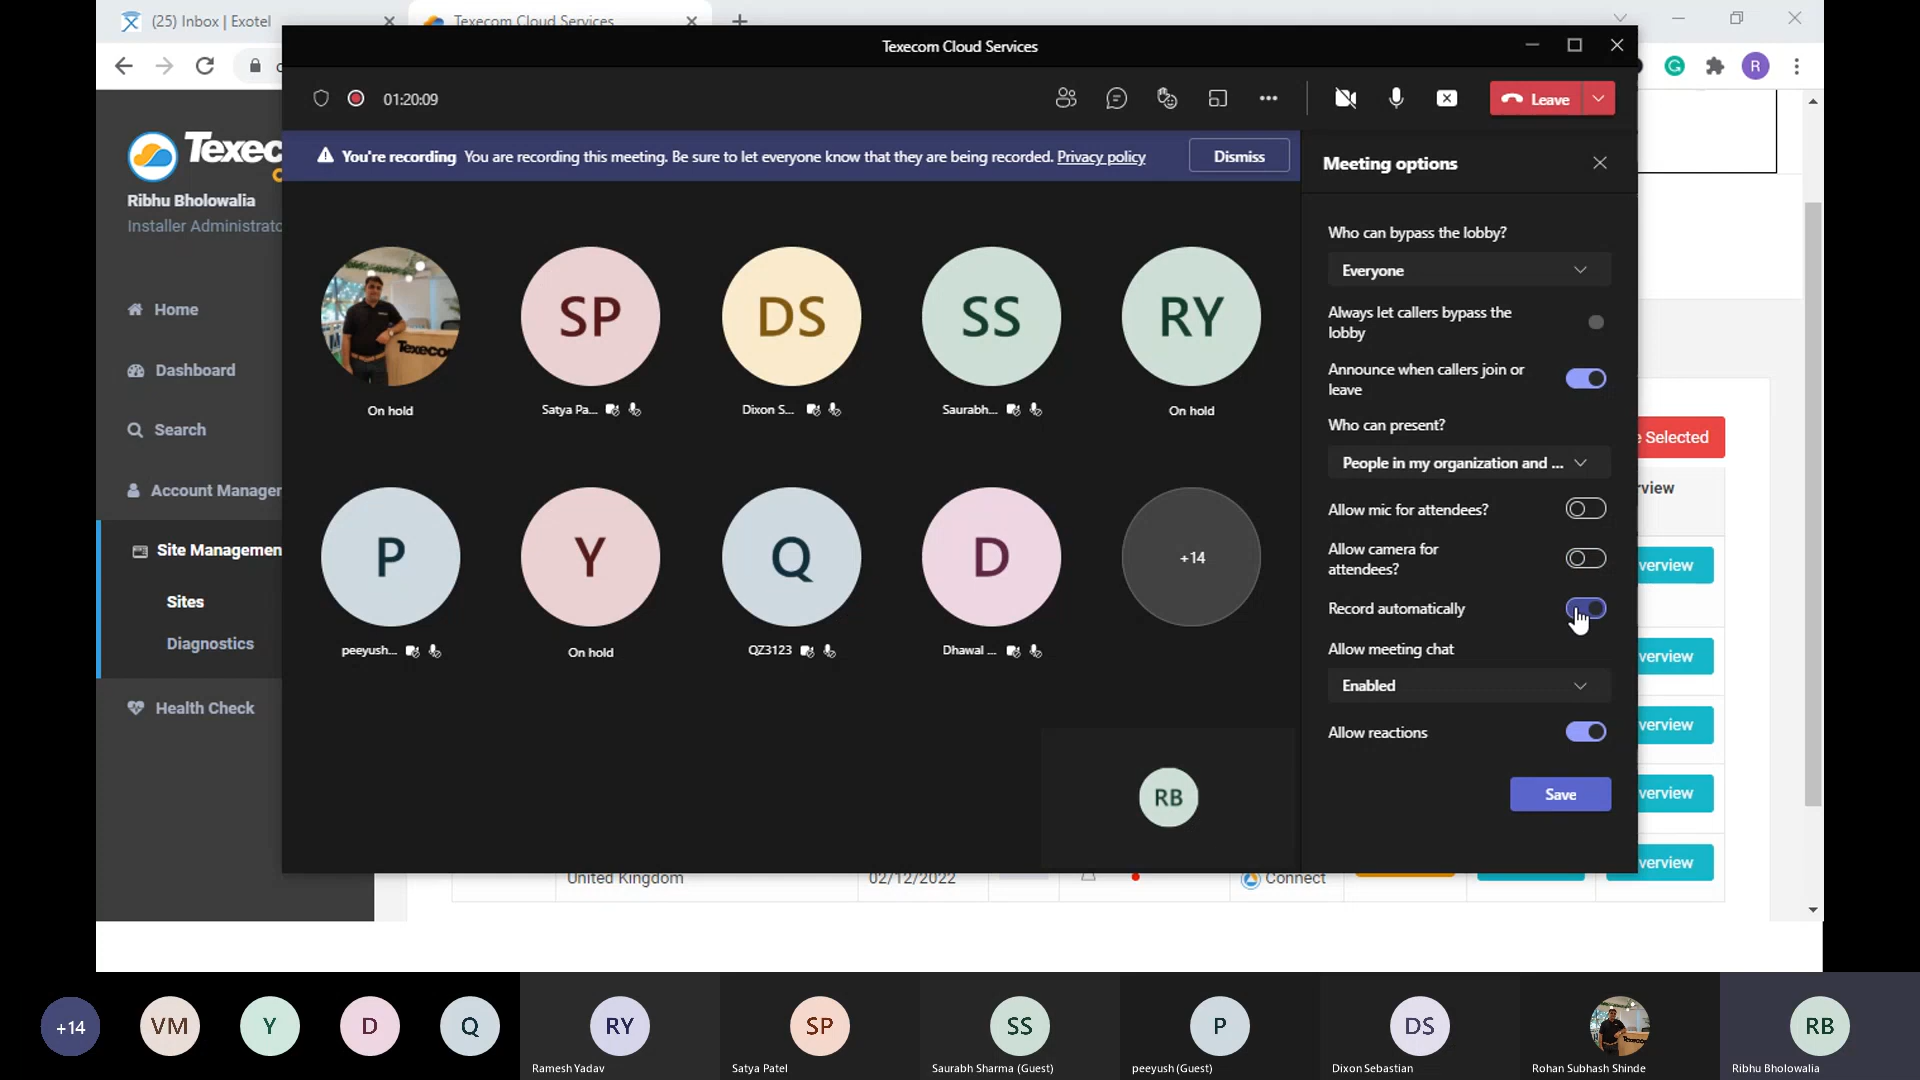 (25) Inbox | Exotel
Texecom Cloud Services
Texecom Cloud Services
R
01:20:09
Leave
You're recording You are recording this meeting. Be sure to let everyone know that they are being recorded. Privacy policy
Dismiss
Meeting options
Texec
Ribhu Bholowalia
Installer Administrato
Home
Dashboard
Search
Account Manager
Site Managemen
Sites
Diagnostics
Health Check
Texecom
SP
DS
SS
RY
On hold
Satya Pa...
Dixon S...
Saurabh...
On hold
P
Y
Q
D
+14
peeyush...
On hold
QZ3123
Dhawal ...
RB
Who can bypass the lobby?
Everyone
Always let callers bypass the
lobby
Announce when callers join or
leave
Who can present?
People in my organization and ...
Allow mic for attendees?
Allow camera for
attendees?
Record automatically
Allow meeting chat
Enabled
Allow reactions
Save
e Selected
rview
verview
verview
verview
verview
verview
United Kingdom
02/12/2022
Connect
+14
VM
Y
D
Q
RY
Ramesh Yadav
SP
Satya Patel
SS
Saurabh Sharma (Guest)
P
peeyush (Guest)
DS
Dixon Sebastian
Rohan Subhash Shinde
RB
Ribhu Bholowalia